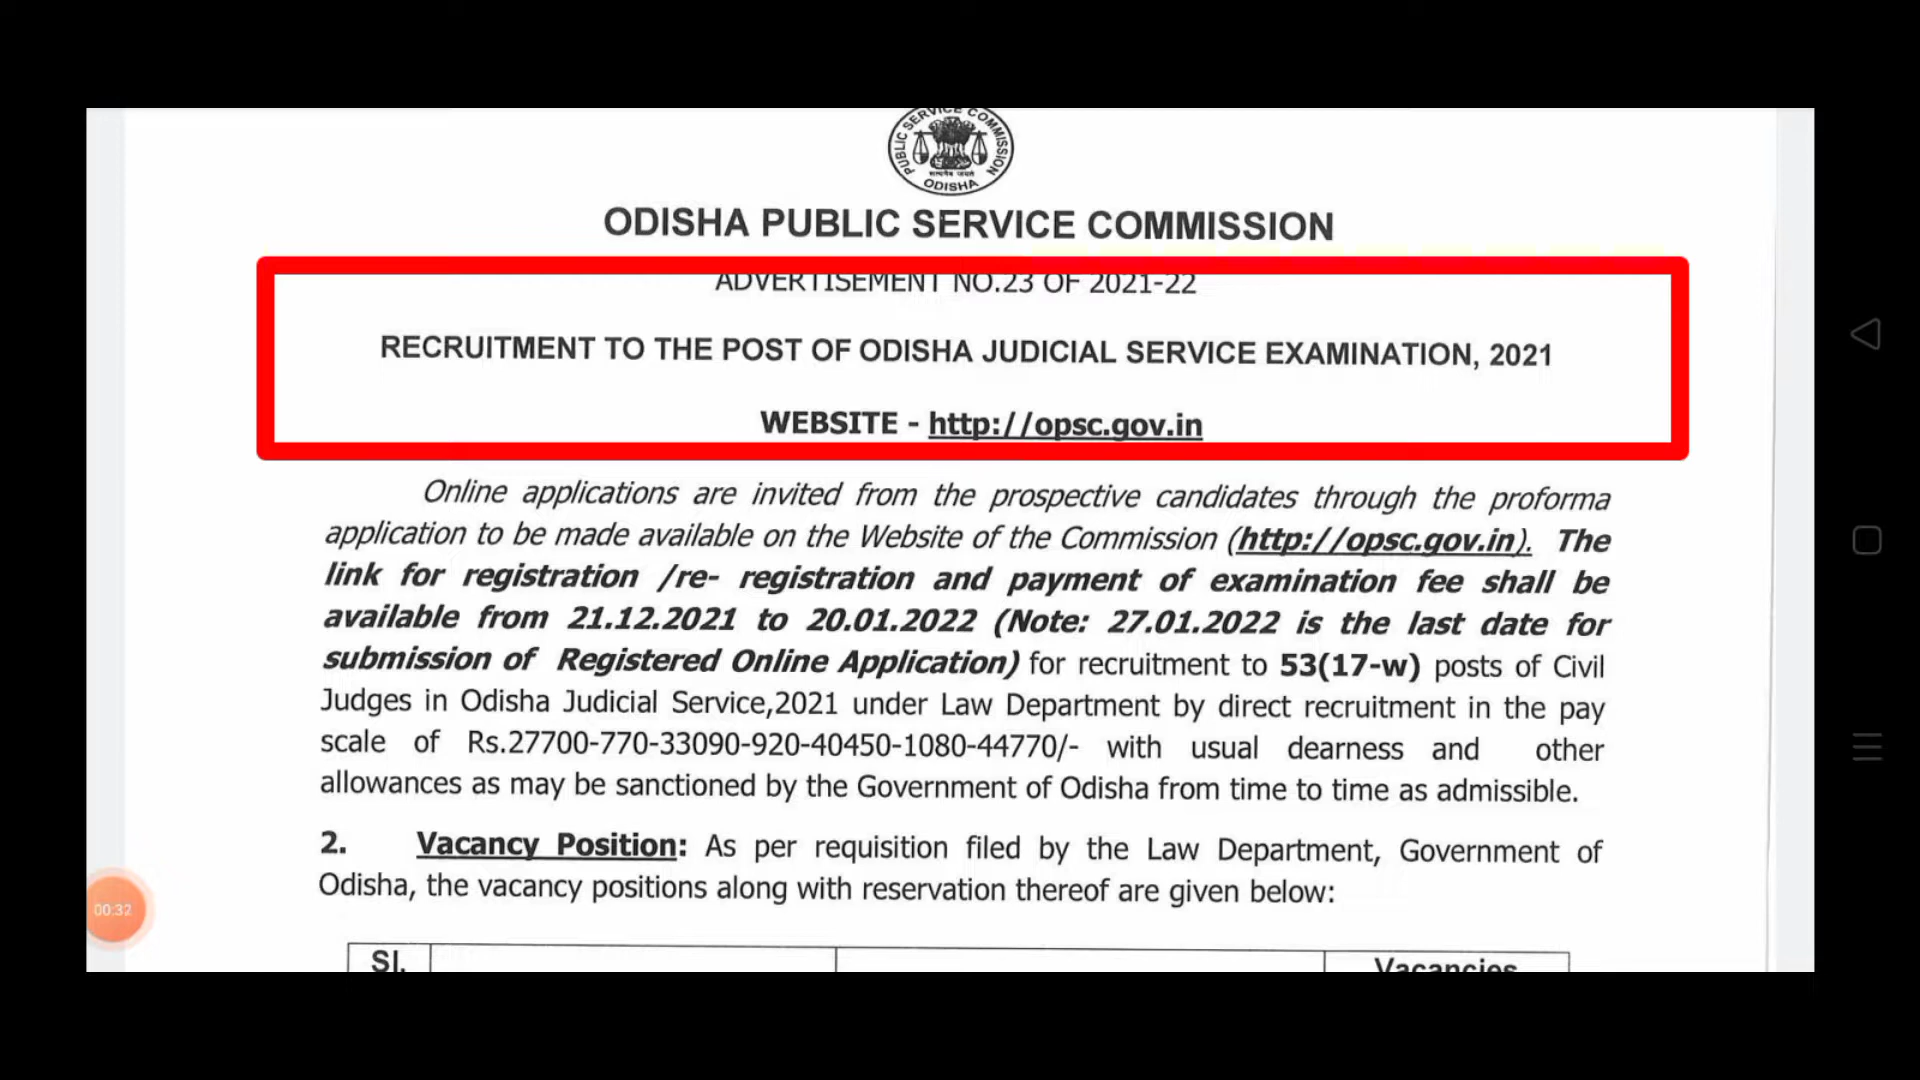 PUBLIC SERVICE COMMISSION
सत्यमेव जयते
ODISHA
ODISHA PUBLIC SERVICE COMMISSION
ADVERTISEMENT NO.23 OF 2021-22
RECRUITMENT TO THE POST OF ODISHA JUDICIAL SERVICE EXAMINATION, 2021
WEBSITE - http://opsc.gov.in
Online applications are invited from the prospective candidates through the proforma
application to be made available on the Website of the Commission (http://opsc.gov.in). The
link for registration /re- registration and payment of examination fee shall be
available from 21.12.2021 to 20.01.2022 (Note: 27.01.2022 is the last date for
submission of Registered Online Application) for recruitment to 53(17-w) posts of Civil
Judges in Odisha Judicial Service,2021 under Law Department by direct recruitment in the pay
scale of Rs.27700-770-33090-920-40450-1080-44770/- with usual dearness and other
allowances as may be sanctioned by the Government of Odisha from time to time as admissible.
2. Vacancy Position: As per requisition filed by the Law Department, Government of
Odisha, the vacancy positions along with reservation thereof are given below:
00:32
Sl. Vacancies